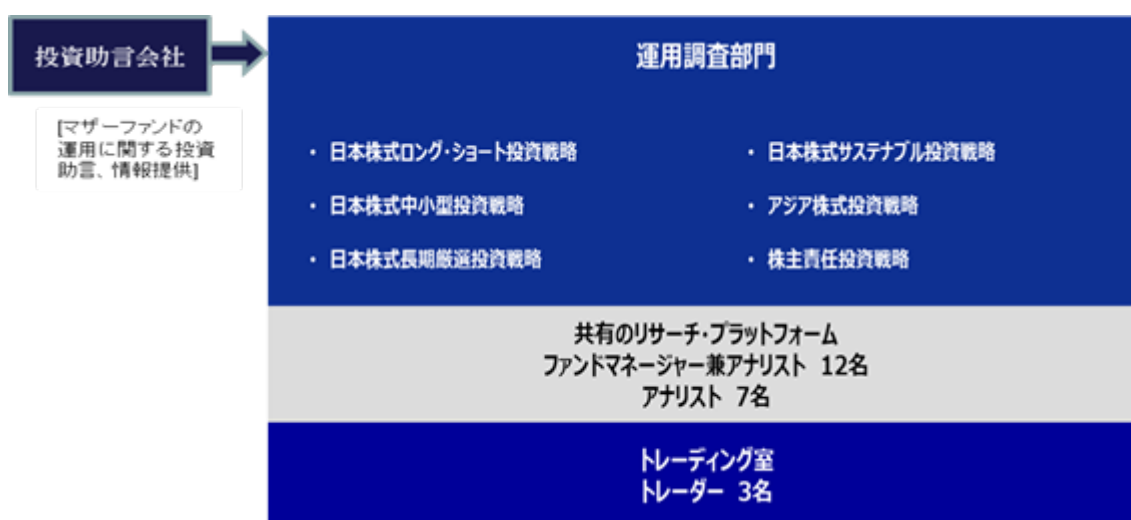 投資助言会社
[マザーファンドの
運用に関する投資
助言、情報提供]
運用調査部門
・ 日本株式ロング・ショート投資戦略
・ 日本株式サステナブル投資戦略
・ 日本株式中小型投資戦略
・ アジア株式投資戦略
・ 日本株式長期厳選投資戦略
・ 株主責任投資戦略
共有のリサーチ・プラットフォーム
ファンドマネージャー兼アナリスト 12名
アナリスト 7名
トレーディング室
トレーダー 3名